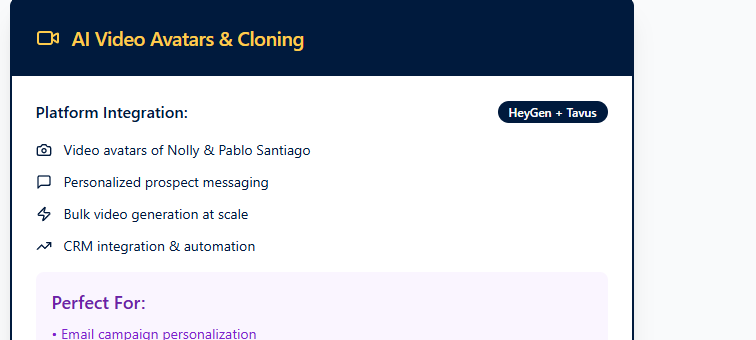 AI Video Avatars & Cloning
Platform Integration:
HeyGen + Tavus
Video avatars of Nolly & Pablo Santiago
Personalized prospect messaging
Bulk video generation at scale
CRM integration & automation
Perfect For:
• Email campaign personalization